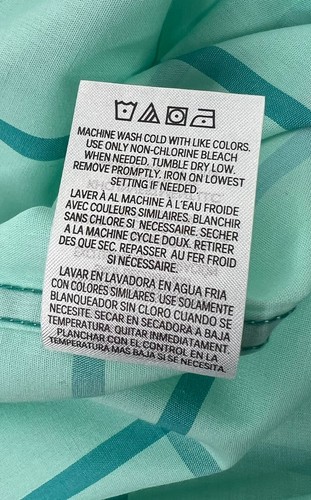 MACHINE WASH COLD WITH LIKE COLORS.
USE ONLY NON-CHLORINE BLEACH
WHEN NEEDED. TUMBLE DRY LOW.
REMOVE PROMPTLY. IRON ON LOWEST
SETTING IF NEEDED.
LAVER À LA MACHINE À L'EAU FROIDE
AVEC COULEURS SIMILAIRES. BLANCHIR
SANS CHLORE SI NECESSAIRE. SECHER
A LA MACHINE CYCLE DOUX. RETIRER
DES QUE SEC. REPASSER AU FER FROID
SI NÉCESSAIRE.
LAVAR EN LAVADORA EN AGUA FRIA
CON COLORES SIMILARES. USE SOLAMENTE
BLANQUEADOR SIN CLORO CUANDO SE
NECESITE. SECAR EN SECADORA A BAJA
TEMPERATURA. QUITAR INMEDIATAMENT.
PLANCHAR CON EL CONTROL EN LA
TEMPERATURA MAS BAJA SI SE NECESITA.